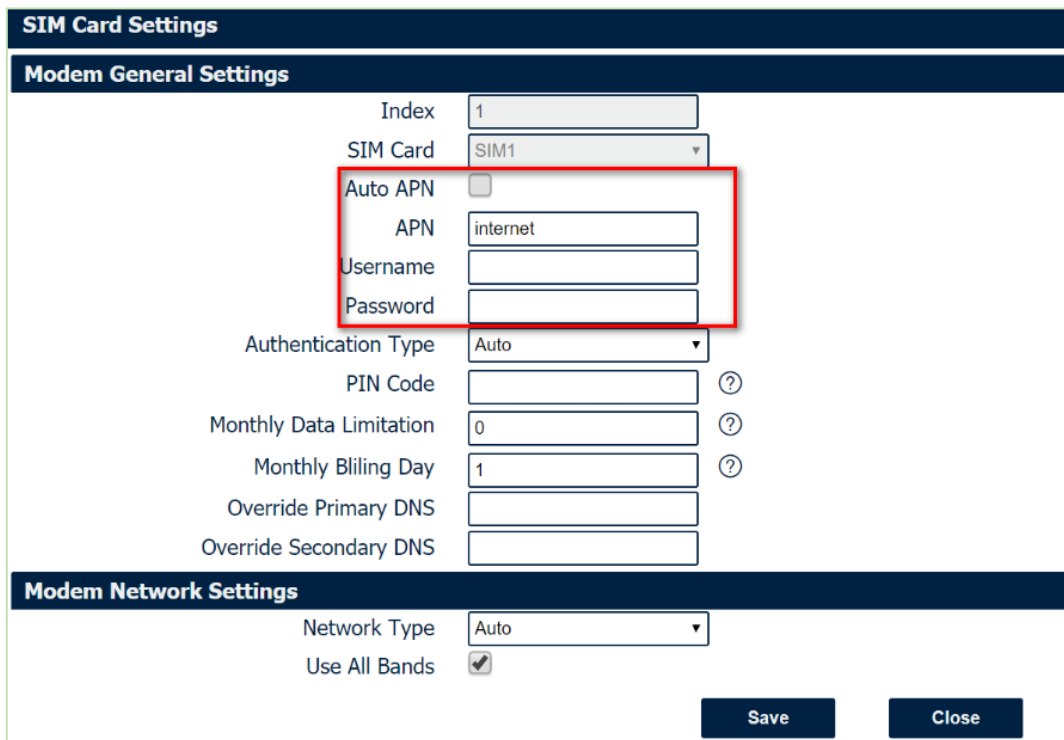 SIM Card Settings
Modem General Settings
Index 1
SIM Card SIM1
Auto APN
APN internet
Username
Password
Authentication Type Auto
PIN Code ?
Monthly Data Limitation 0 ?
Monthly Bliling Day 1 ?
Override Primary DNS
Override Secondary DNS
Modem Network Settings
Network Type Auto
Use All Bands
Save Close